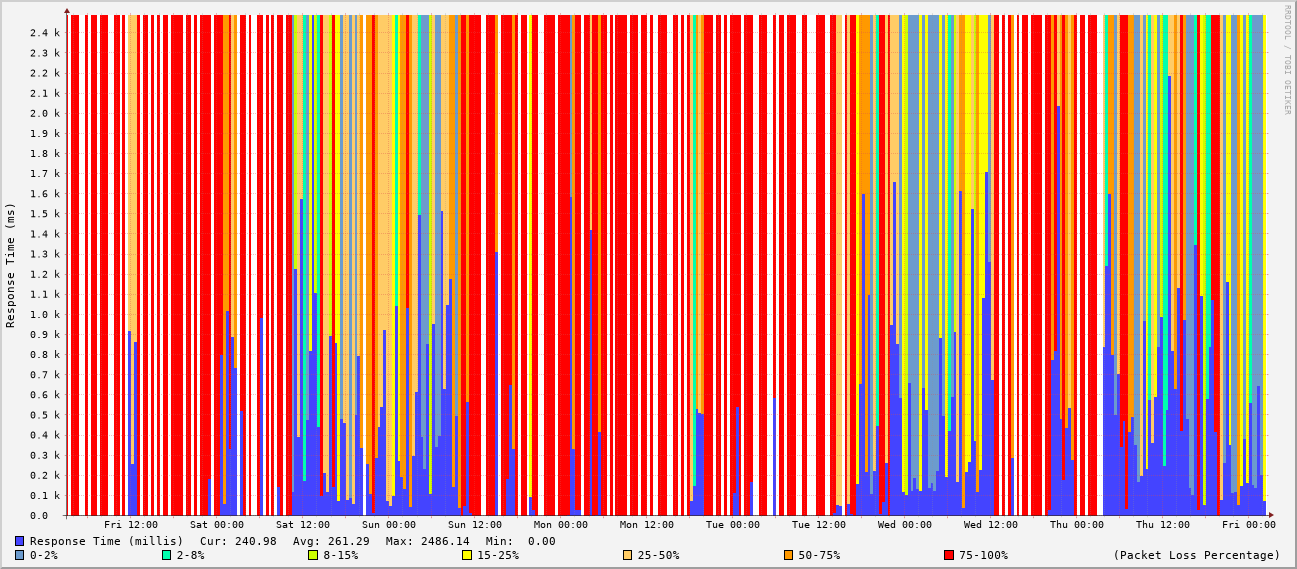 RRDTOOL / TOBI OETIKER
Response Time (ms)
2.4 k
2.3 k
2.2 k
2.1 k
2.0 k
1.9 k
1.8 k
1.7 k
1.6 k
1.5 k
1.4 k
1.3 k
1.2 k
1.1 k
1.0 k
0.9 k
0.8 k
0.7 k
0.6 k
0.5 k
0.4 k
0.3 k
0.2 k
0.1 k
0.0
Fri 12:00 Sat 00:00 Sat 12:00 Sun 00:00 Sun 12:00 Mon 00:00 Mon 12:00 Tue 00:00 Tue 12:00 Wed 00:00 Wed 12:00 Thu 00:00 Thu 12:00 Fri 00:00
Response Time (millis) Cur: 240.98 Avg: 261.29 Max: 2486.14 Min: 0.00
0-2% 2-8% 8-15% 15-25% 25-50% 50-75% 75-100% (Packet Loss Percentage)